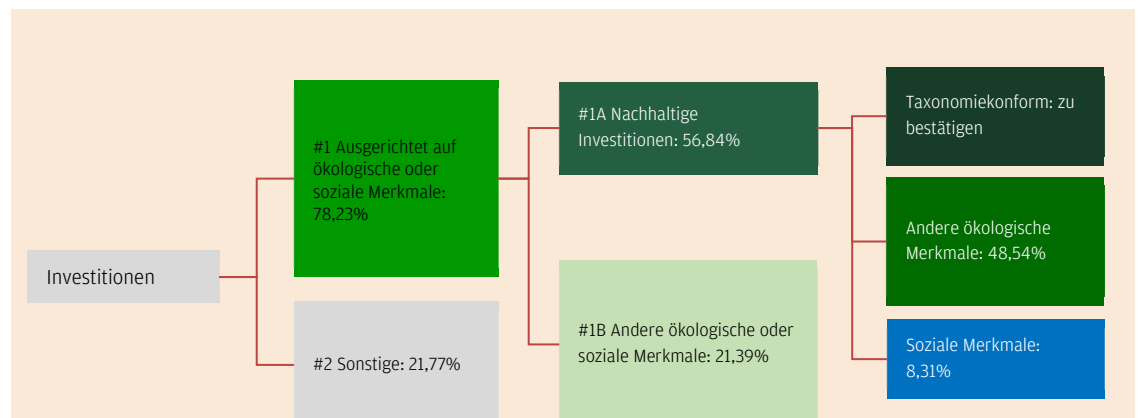 Investitionen
#1 Ausgerichtet auf
ökologische oder
soziale Merkmale:
78,23%
#2 Sonstige: 21,77%
#1A Nachhaltige
Investitionen: 56,84%
#1B Andere ökologische oder
soziale Merkmale: 21,39%
Taxonomiekonform: zu
bestätigen
Andere ökologische
Merkmale: 48,54%
Soziale Merkmale:
8,31%